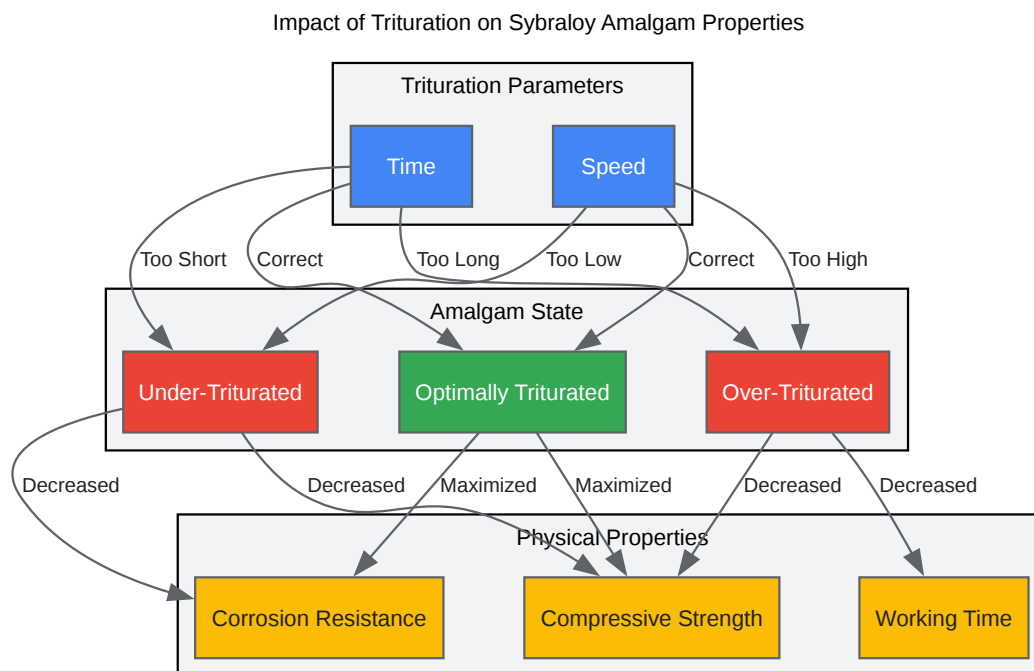 Impact of Trituration on Sybraloy Amalgam Properties
Trituration Parameters
Time
Speed
Too Short
Correct
Too Long
Too Low
Correct
Too High
Amalgam State
Under-Triturated
Optimally Triturated
Over-Triturated
Decreased
Decreased
Maximized
Maximized
Decreased
Decreased
Physical Properties
Corrosion Resistance
Compressive Strength
Working Time